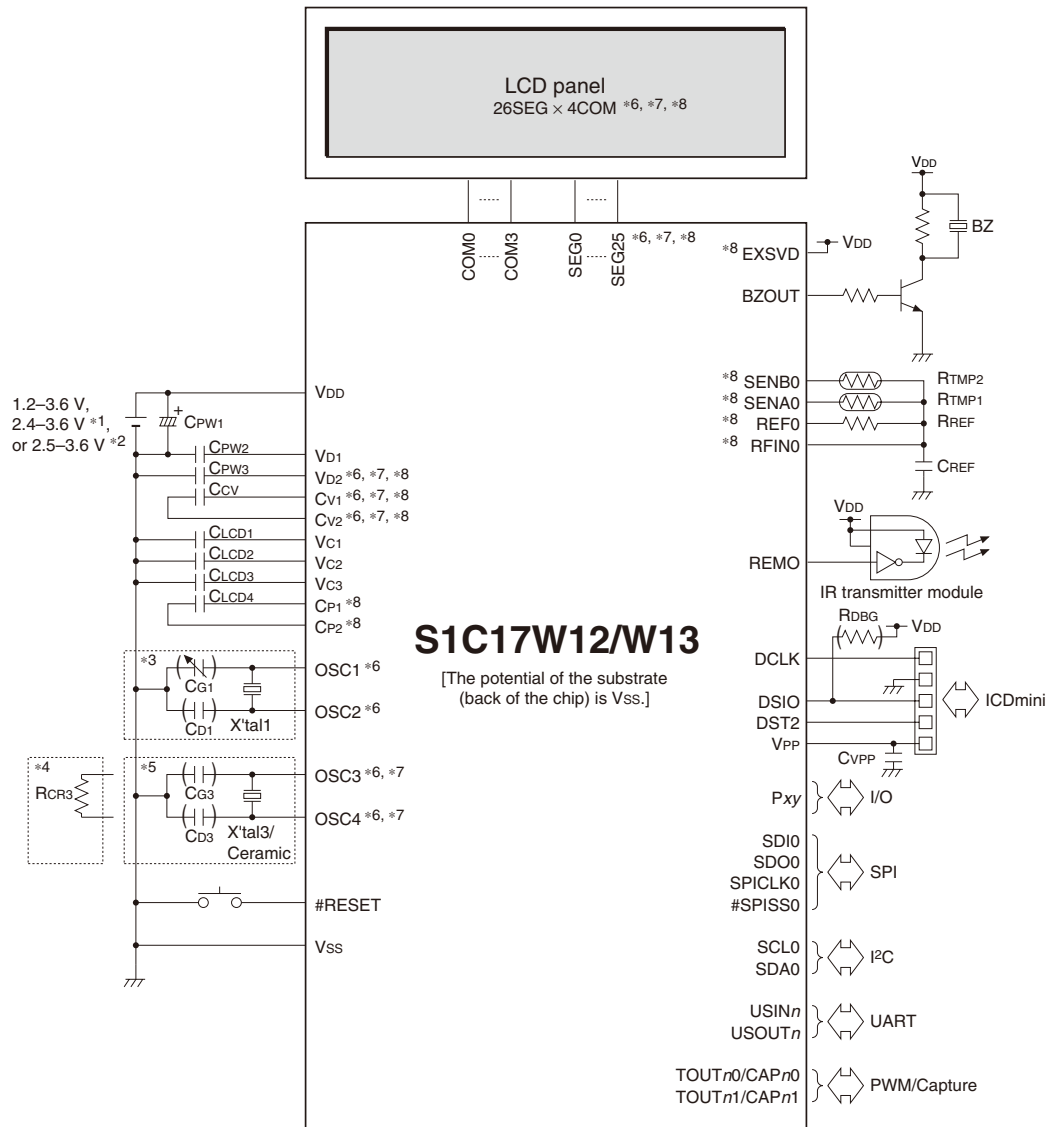 LCD panel
26SEG × 4COM *6, *7, *8
COM0
.....
COM3
SEG0
.....
SEG25
*6, *7, *8
VDD
BZ
*8 EXSVD
VDD
BZOUT
1.2–3.6 V,
2.4–3.6 V *1,
or 2.5–3.6 V *2
+
CPW1
VDD
CPW2
VD1
CPW3
VD2 *6, *7, *8
CCV
CV1 *6, *7, *8
CV2 *6, *7, *8
CLCD1
VC1
CLCD2
VC2
CLCD3
VC3
CLCD4
CP1 *8
CP2 *8
*8 SENB0
RTMP2
*8 SENA0
RTMP1
*8 REF0
RREF
*8 RFIN0
CREF
VDD
REMO
IR transmitter module
S1C17W12/W13
[The potential of the substrate
(back of the chip) is VSS.]
*3
(CG1)
OSC1 *6
(CD1)
X'tal1
OSC2 *6
*4
RCR3
*5
(CG3)
OSC3 *6, *7
(CD3)
X'tal3/
Ceramic
OSC4 *6, *7
#RESET
VSS
(RDBG)
VDD
DCLK
DSIO
DST2
VPP
CVPP
ICDmini
Pxy } I/O
SDI0
SDO0
SPICLK0
#SPISS0
} SPI
SCL0
SDA0
} I²C
USINn
USOUTn
} UART
TOUTn0/CAPn0
TOUTn1/CAPn1
} PWM/Capture